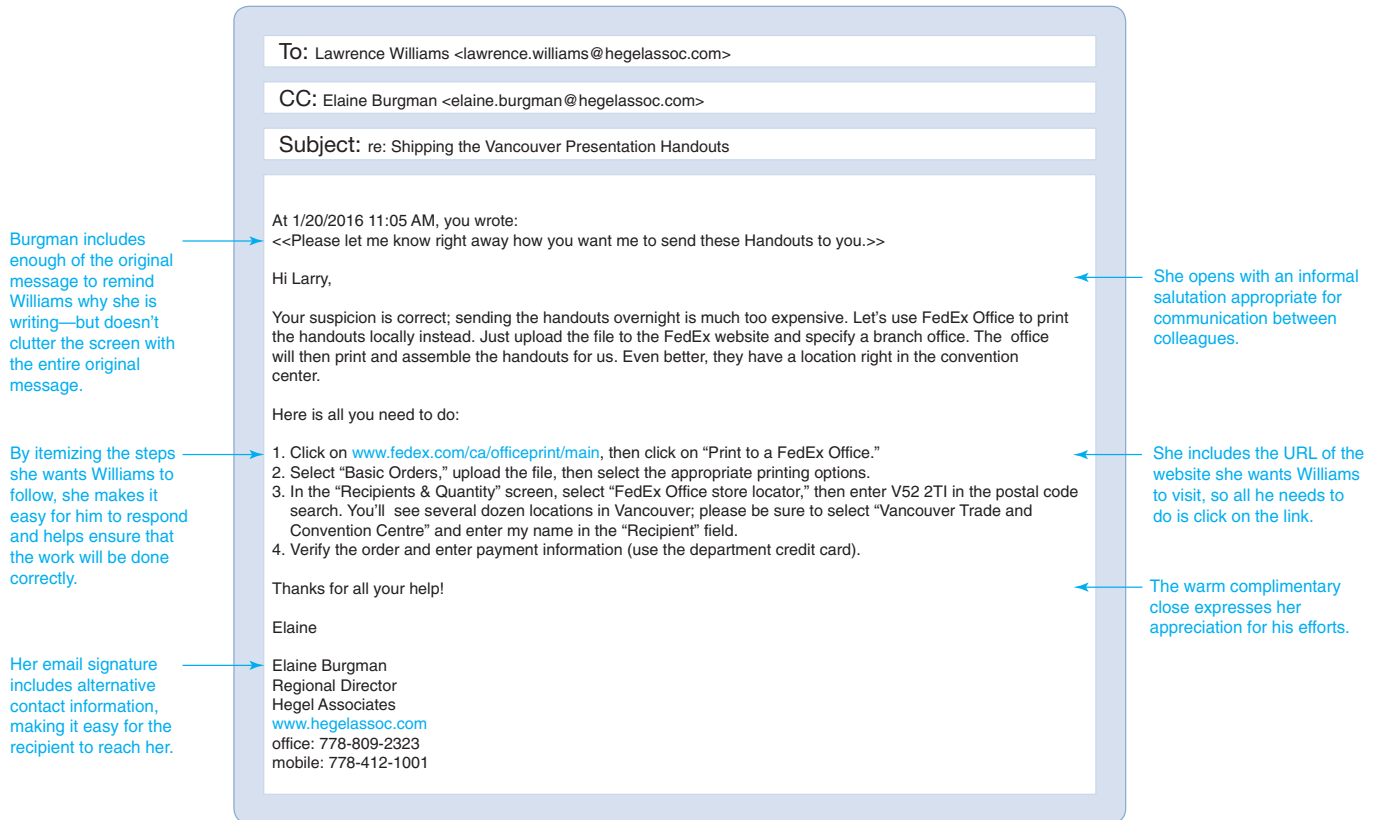 To: Lawrence Williams <lawrence.williams@hegelassoc.com>
CC: Elaine Burgman <elaine.burgman@hegelassoc.com>
Subject: re: Shipping the Vancouver Presentation Handouts
At 1/20/2016 11:05 AM, you wrote:
<<Please let me know right away how you want me to send these Handouts to you.>>
Burgman includes
enough of the original
message to remind
Williams why she is
writing—but doesn’t
clutter the screen with
the entire original
message.
Hi Larry,
She opens with an informal
salutation appropriate for
communication between
colleagues.
Your suspicion is correct; sending the handouts overnight is much too expensive. Let’s use FedEx Office to print
the handouts locally instead. Just upload the file to the FedEx website and specify a branch office. The office
will then print and assemble the handouts for us. Even better, they have a location right in the convention
center.
Here is all you need to do:
By itemizing the steps
she wants Williams to
follow, she makes it
easy for him to respond
and helps ensure that
the work will be done
correctly.
1. Click on www.fedex.com/ca/officeprint/main, then click on “Print to a FedEx Office.”
2. Select “Basic Orders,” upload the file, then select the appropriate printing options.
3. In the “Recipients & Quantity” screen, select “FedEx Office store locator,” then enter V52 2TI in the postal code
search. You’ll see several dozen locations in Vancouver; please be sure to select “Vancouver Trade and
Convention Centre” and enter my name in the “Recipient” field.
4. Verify the order and enter payment information (use the department credit card).
She includes the URL of the
website she wants Williams
to visit, so all he needs to
do is click on the link.
Thanks for all your help!
The warm complimentary
close expresses her
appreciation for his efforts.
Elaine
Her email signature
includes alternative
contact information,
making it easy for the
recipient to reach her.
Elaine Burgman
Regional Director
Hegel Associates
www.hegelassoc.com
office: 778-809-2323
mobile: 778-412-1001